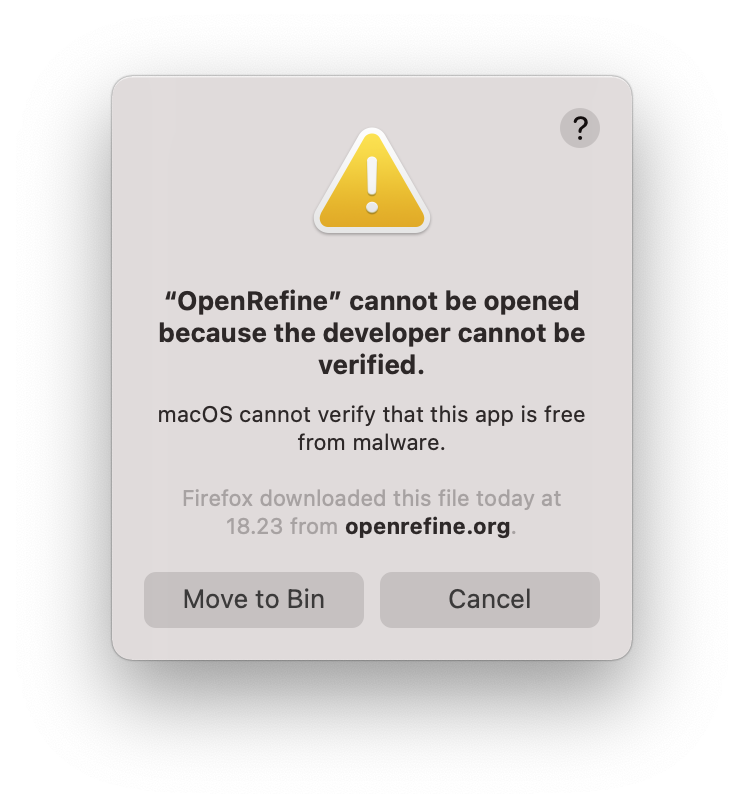 ?
“OpenRefine” cannot be opened
because the developer cannot be
verified.
macOS cannot verify that this app is free
from malware.
Firefox downloaded this file today at
18.23 from openrefine.org.
Move to Bin
Cancel